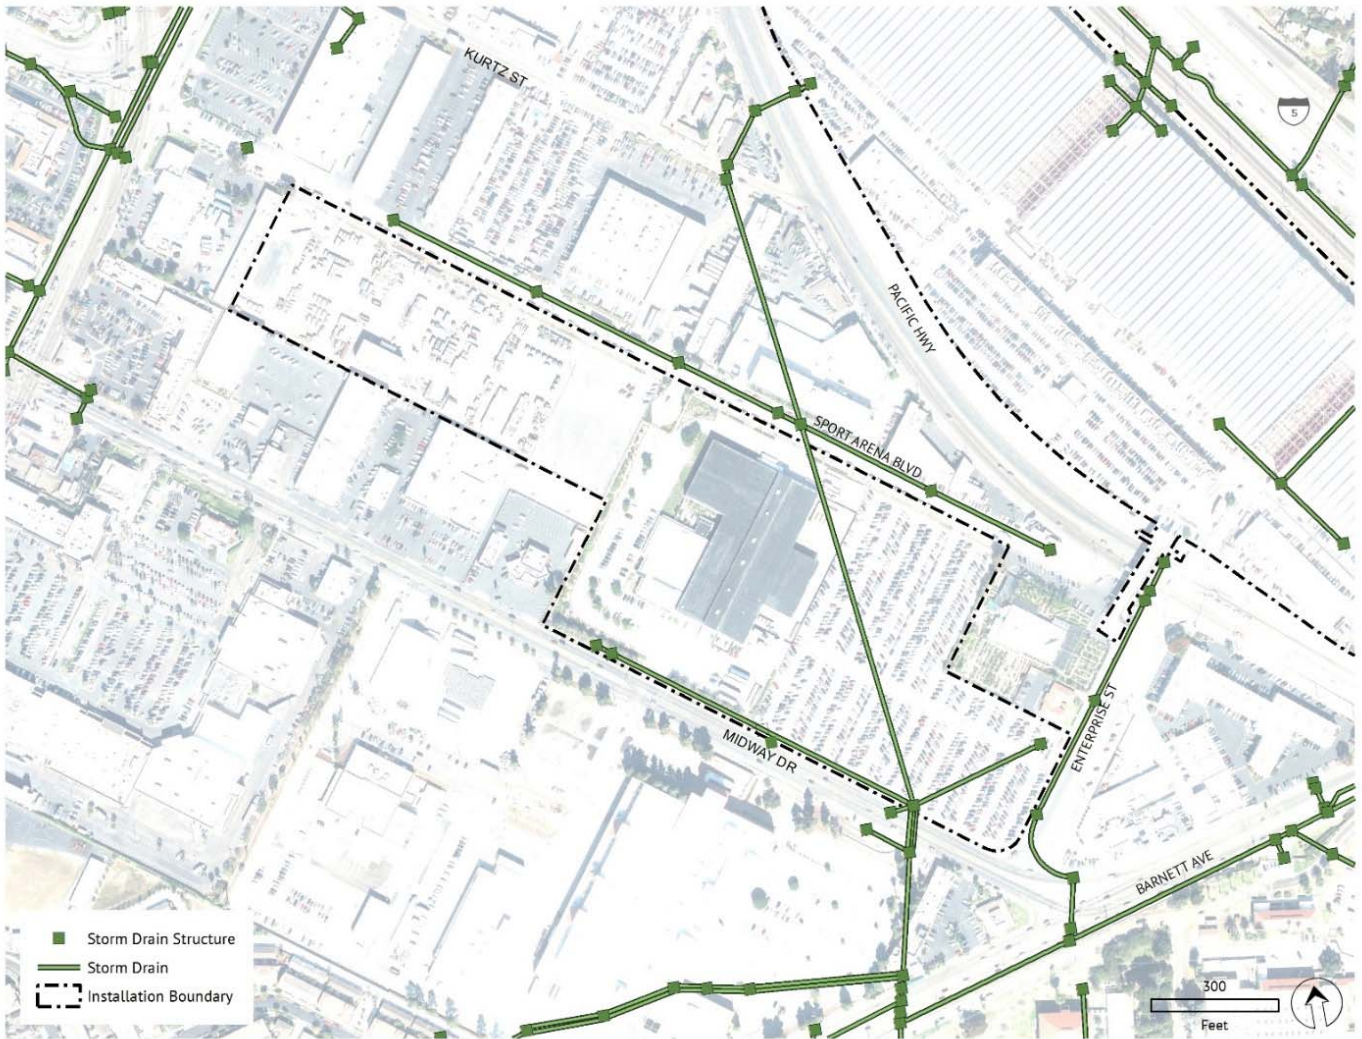 KURTZ ST
5
PACIFIC HWY
SPORT ARENA BLVD
MIDWAY DR
ENTERPRISE ST
BARNETT AVE
Storm Drain Structure
Storm Drain
Installation Boundary
300
Feet